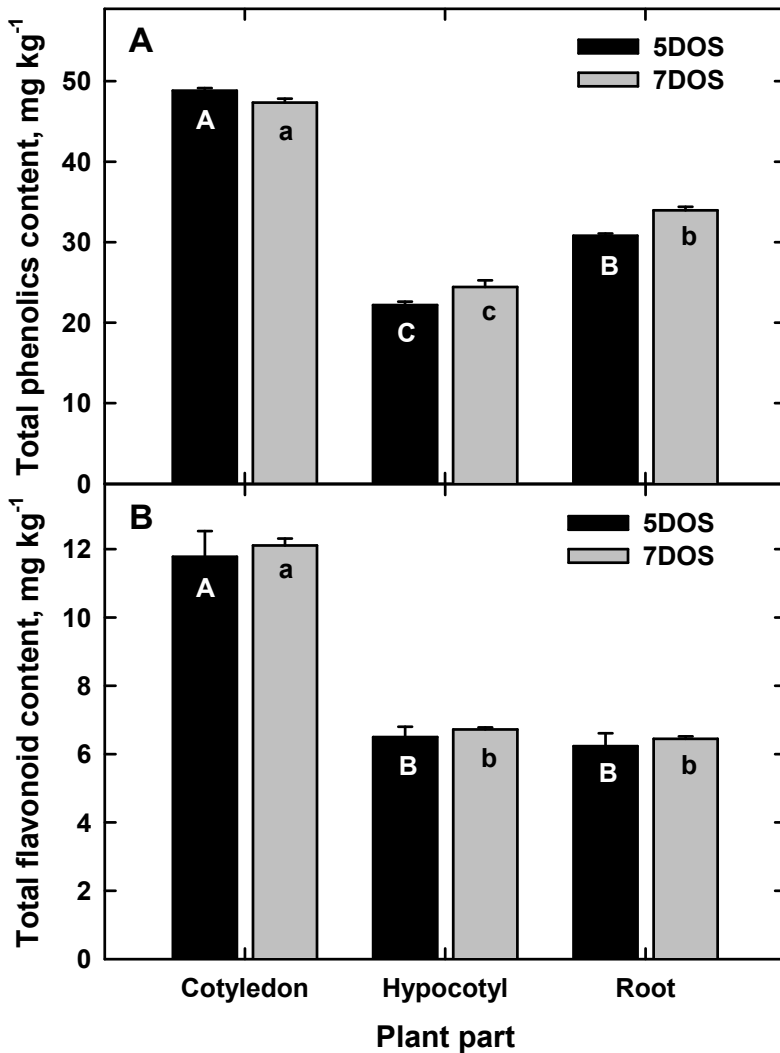 A
5DOS
7DOS
Total phenolics content, mg kg⁻¹
50
40
30
20
10
0
A
a
C
c
B
b
B
5DOS
7DOS
Total flavonoid content, mg kg⁻¹
12
10
8
6
4
2
0
A
a
B
b
B
b
Cotyledon Hypocotyl Root
Plant part